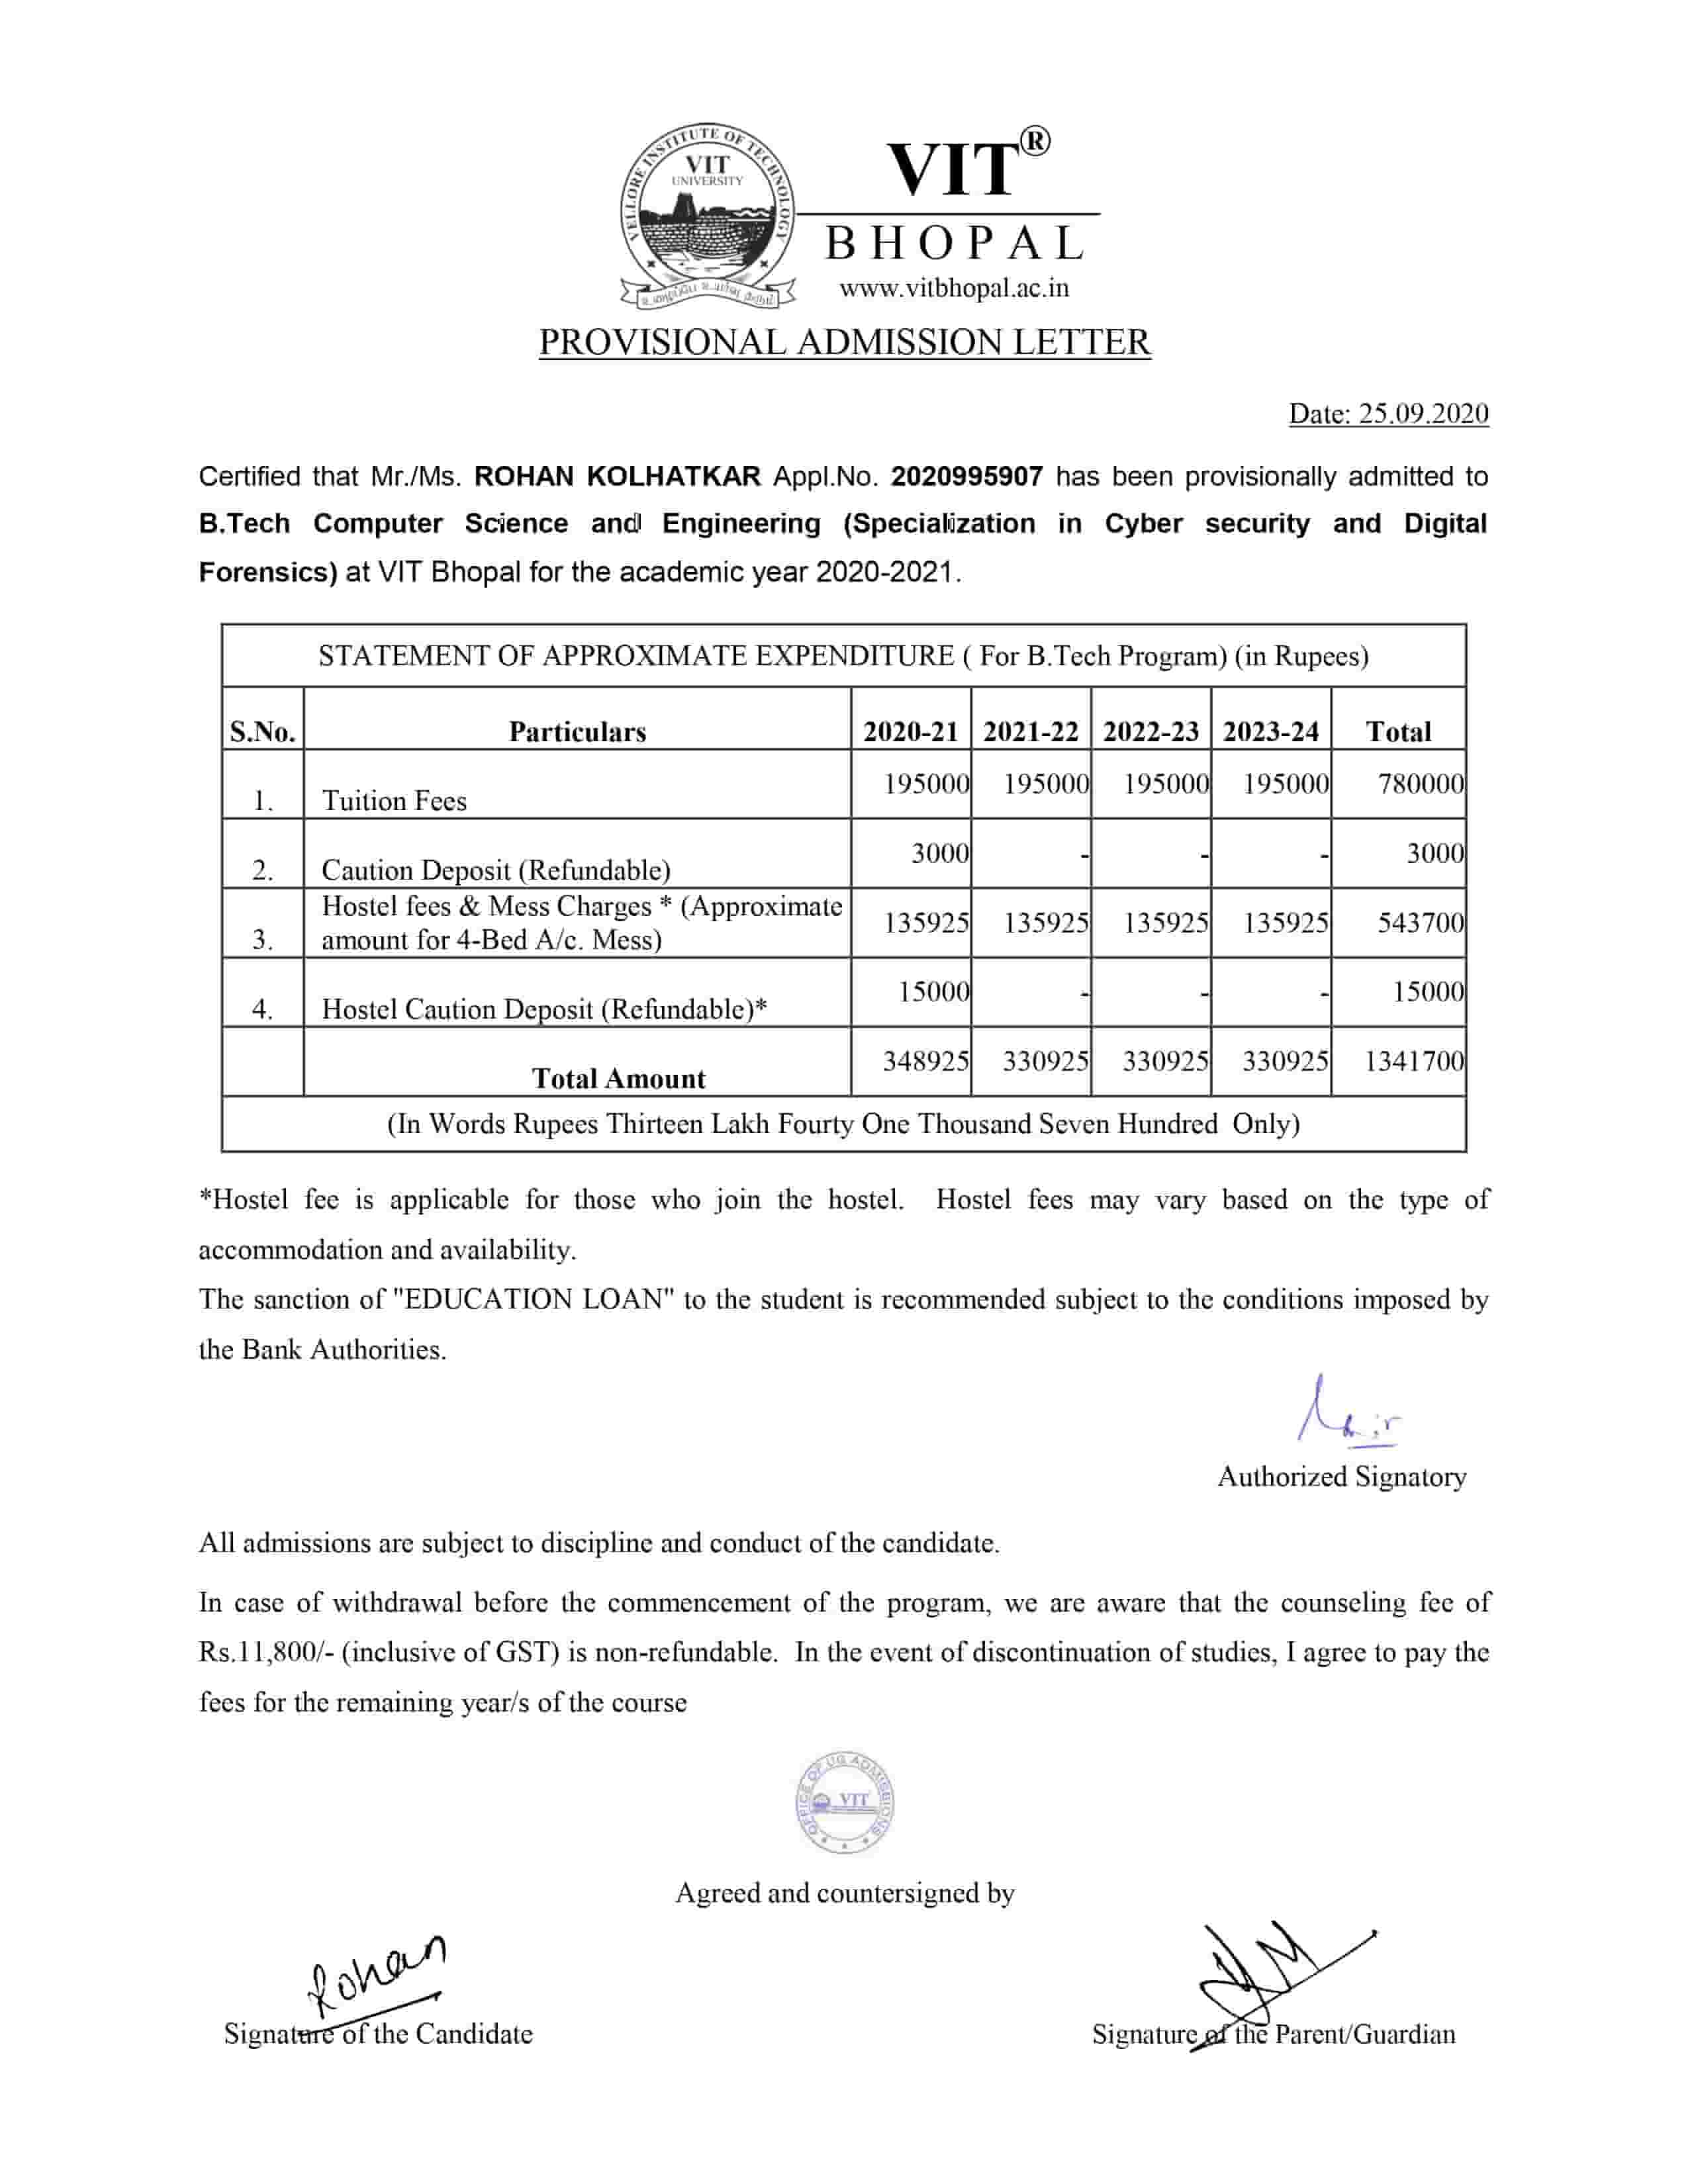 VELLORE INSTITUTE OF TECHNOLOGY
VIT
UNIVERSITY
VIT®
BHOPAL
www.vitbhopal.ac.in
PROVISIONAL ADMISSION LETTER
Date: 25.09.2020
Certified that Mr./Ms. ROHAN KOLHATKAR Appl.No. 2020995907 has been provisionally admitted to
B.Tech Computer Science and Engineering (Specialization in Cyber security and Digital
Forensics) at VIT Bhopal for the academic year 2020-2021.
STATEMENT OF APPROXIMATE EXPENDITURE ( For B.Tech Program) (in Rupees)
S.No. Particulars 2020-21 2021-22 2022-23 2023-24 Total
1. Tuition Fees 195000 195000 195000 195000 780000
2. Caution Deposit (Refundable) 3000 - - - 3000
Hostel fees & Mess Charges * (Approximate
3. amount for 4-Bed A/c. Mess) 135925 135925 135925 135925 543700
4. Hostel Caution Deposit (Refundable)* 15000 - - - 15000
Total Amount 348925 330925 330925 330925 1341700
(In Words Rupees Thirteen Lakh Fourty One Thousand Seven Hundred Only)
*Hostel fee is applicable for those who join the hostel. Hostel fees may vary based on the type of
accommodation and availability.
The sanction of "EDUCATION LOAN" to the student is recommended subject to the conditions imposed by
the Bank Authorities.
Authorized Signatory
All admissions are subject to discipline and conduct of the candidate.
In case of withdrawal before the commencement of the program, we are aware that the counseling fee of
Rs.11,800/- (inclusive of GST) is non-refundable. In the event of discontinuation of studies, I agree to pay the
fees for the remaining year/s of the course
OFFICE OF UG ADMISSIONS
VIT
Agreed and countersigned by
Rohan
Signature of the Candidate
Signature of the Parent/Guardian